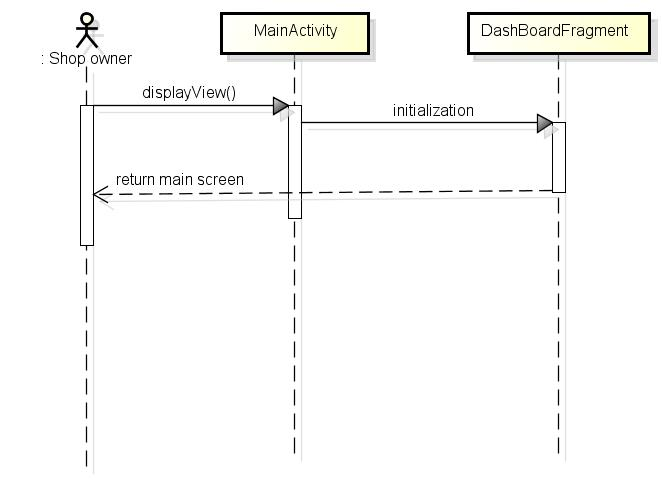 : Shop owner
MainActivity
DashBoardFragment
displayView()
initialization
return main screen